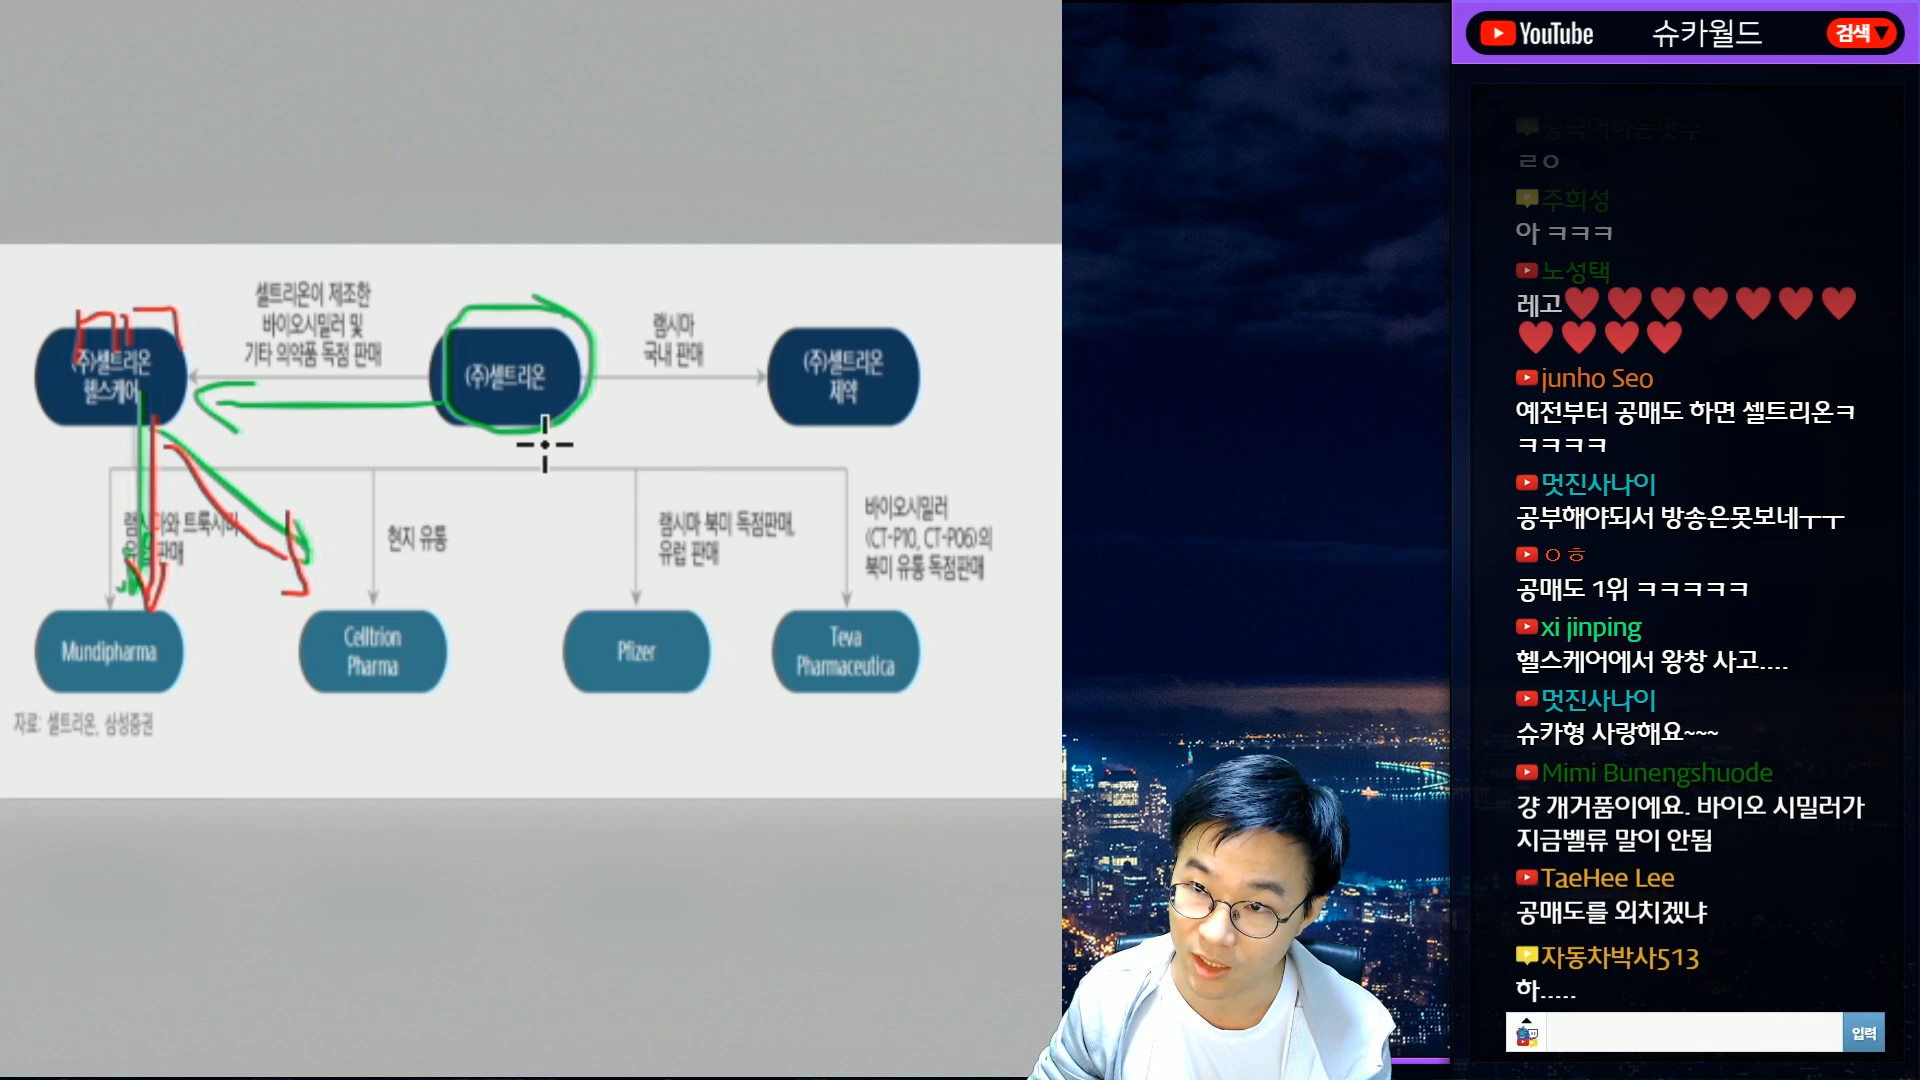 셀트리온이 제조한
바이오시밀러 및
기타 의약품 독점 판매
램시마
국내 판매
(주)셀트리온
헬스케어
(주)셀트리온
(주)셀트리온
제약
램시마와 트룩시마
유럽 판매
현지 유통
램시마 북미 독점판매,
유럽 판매
바이오시밀러
(CT-P10, CT-P06)의
북미 유통 독점판매
Mundipharma
Celltrion
Pharma
Pfizer
Teva
Pharmaceutica
자료: 셀트리온, 삼성증권
YouTube
슈카월드
검색▼
ㄹㅇ
주희성
아 ㅋㅋㅋ
노성택
레고♥♥♥♥♥♥♥
♥♥♥♥
junho Seo
예전부터 공매도 하면 셀트리온ㅋ
ㅋㅋㅋㅋ
멋진사나이
공부해야되서 방송은못보네ㅜㅜ
ㅇㅎ
공매도 1위 ㅋㅋㅋㅋㅋ
xi jinping
헬스케어에서 왕창 사고....
멋진사나이
슈카형 사랑해요~~~
Mimi Bunengshuode
걍 개거품이에요. 바이오 시밀러가
지금벨류 말이 안됨
TaeHee Lee
공매도를 외치겠냐
자동차박사513
하.....
입력